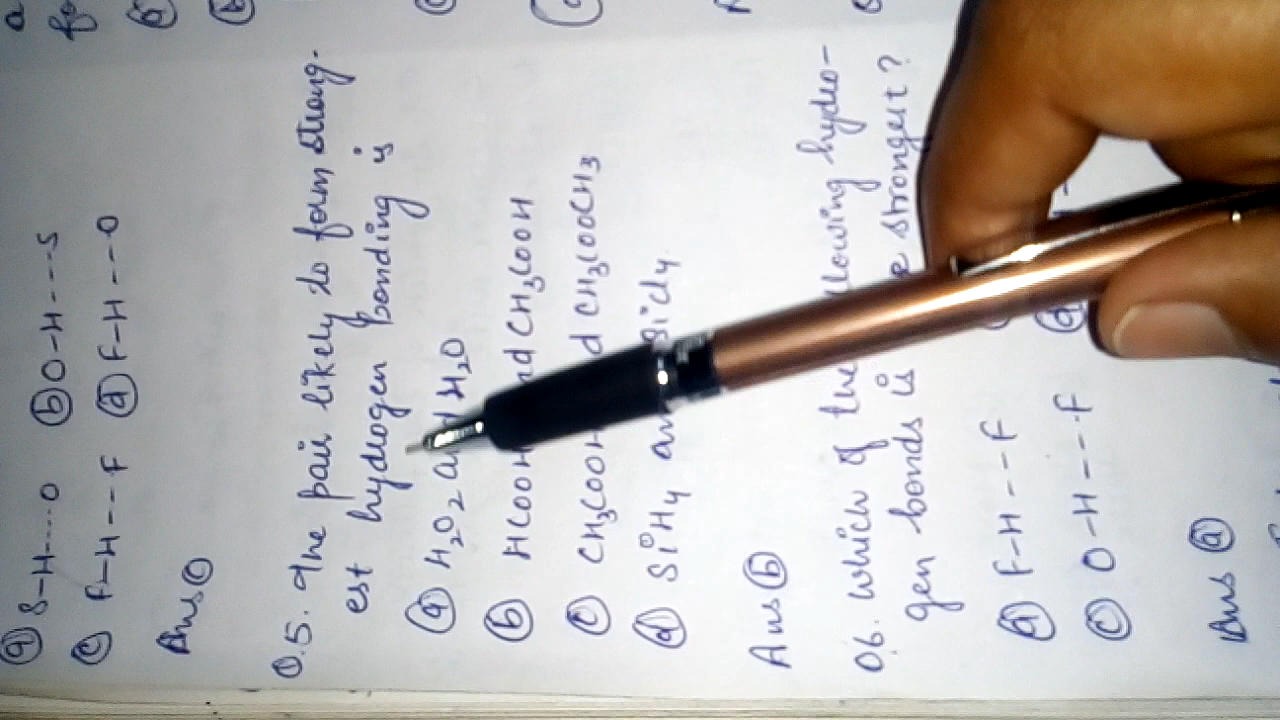 (a) S-H----O (b) O-H---S
(c) F-H---F (d) F-H---O
Ans (c)
Q.5. The pair likely to form strong-
est hydrogen bonding is
(a) H2O2 and H2O
(b) HCOOH and CH3COOH
(c) CH3COOH and CH3COOCH3
(d) SiH4 and SiCl4
Ans (b)
Q6. Which of the following hydro-
gen bonds is the strongest?
(a) F-H---F
(c) O-H---F (d)
Ans (a)